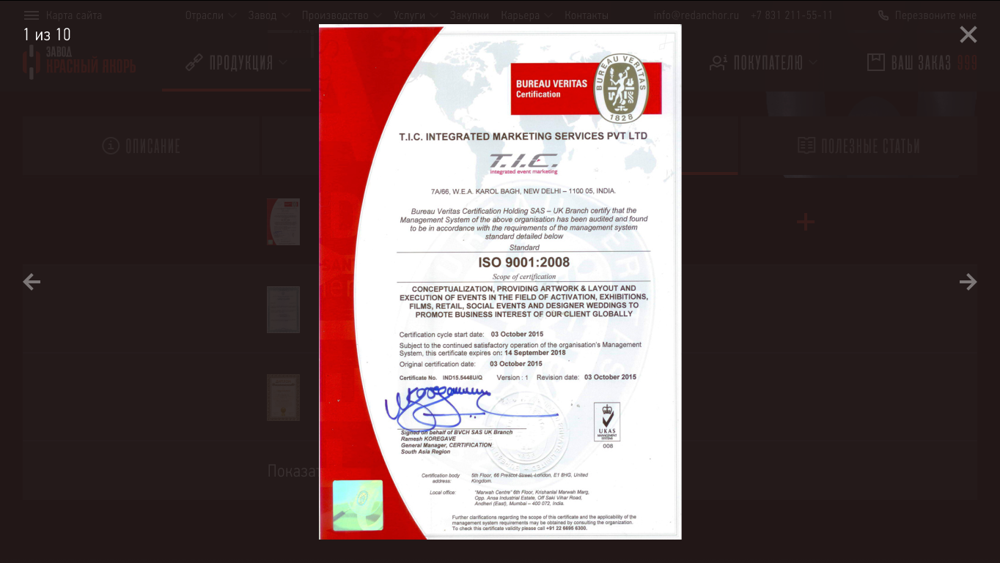 Карта сайта
Отрасли
Завод
Производство
Услуги
Закупки
Карьера
Контакты
info@redanchor.ru
+7 831 211-55-11
Перезвоните мне
1 из 10
ЗАВОД
КРАСНЫЙ ЯКОРЬ
ПРОДУКЦИЯ
ПОКУПАТЕЛЮ
ВАШ ЗАКАЗ 999
ОПИСАНИЕ
ПОЛЕЗНЫЕ СТАТЬИ
BUREAU VERITAS
Certification
BUREAU VERITAS
1828
T.I.C. INTEGRATED MARKETING SERVICES PVT LTD
T.I.C.
integrated event marketing
7A/66, W.E.A. KAROL BAGH, NEW DELHI – 1100 05, INDIA.
Bureau Veritas Certification Holding SAS – UK Branch certify that the
Management System of the above organisation has been audited and found
to be in accordance with the requirements of the management system
standard detailed below
Standard
ISO 9001:2008
Scope of certification
CONCEPTUALIZATION, PROVIDING ARTWORK & LAYOUT AND
EXECUTION OF EVENTS IN THE FIELD OF ACTIVATION, EXHIBITIONS,
FILMS, RETAIL, SOCIAL EVENTS AND DESIGNER WEDDINGS TO
PROMOTE BUSINESS INTEREST OF OUR CLIENT GLOBALLY
Certification cycle start date: 03 October 2015
Subject to the continued satisfactory operation of the organisation's Management
System, this certificate expires on: 14 September 2018
Original certification date: 03 October 2015
Certificate No. IND15.5448U/Q Version : 1 Revision date: 03 October 2015
Signed on behalf of BVCH SAS UK Branch
Ramesh KOREGAVE
General Manager, CERTIFICATION
South Asia Region
UKAS
MANAGEMENT
SYSTEMS
008
Certification body
address:
5th Floor, 66 Prescot Street, London, E1 8HG, United
Kingdom.
Local office:
"Marwah Centre" 6th Floor, Krishanlal Marwah Marg,
Opp. Ansa Industrial Estate, Off Saki Vihar Road,
Andheri (East), Mumbai – 400 072, India.
Further clarifications regarding the scope of this certificate and the applicability of the
management system requirements may be obtained by consulting the organization.
To check this certificate validity please call +91 22 6695 6300.